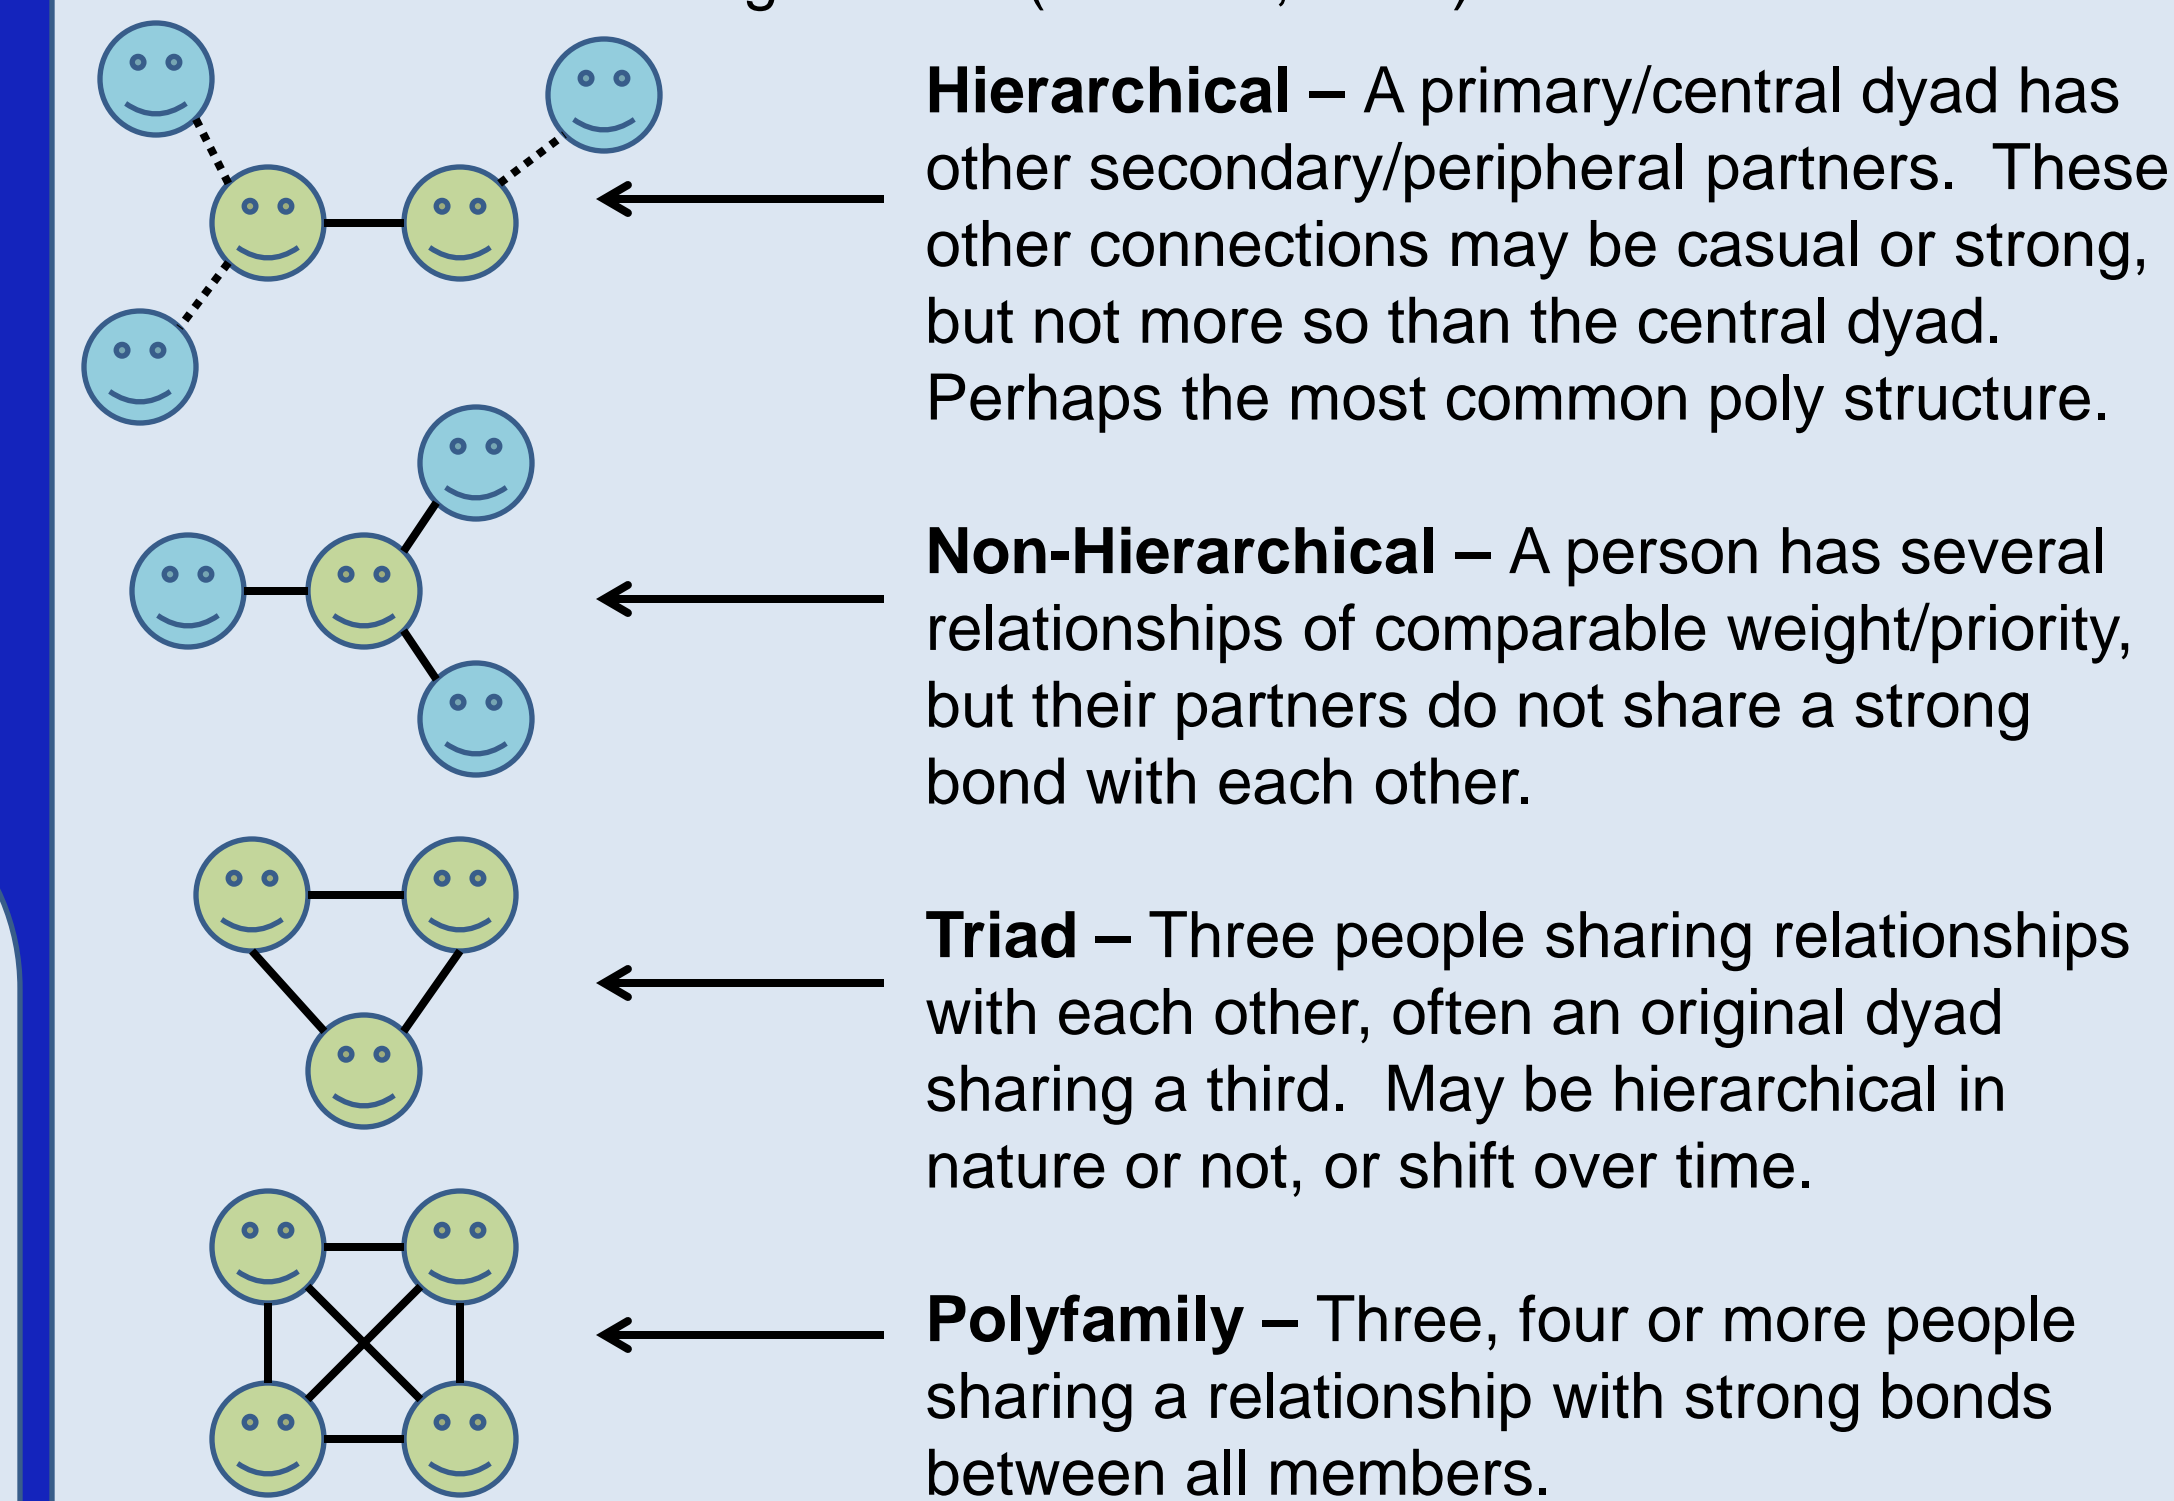 Hierarchical – A primary/central dyad has
other secondary/peripheral partners.  These
other connections may be casual or strong,
but not more so than the central dyad.
Perhaps the most common poly structure.
Non-Hierarchical – A person has several
relationships of comparable weight/priority,
but their partners do not share a strong
bond with each other.
Triad – Three people sharing relationships
with each other, often an original dyad
sharing a third.  May be hierarchical in
nature or not, or shift over time.
Polyfamily – Three, four or more people
sharing a relationship with strong bonds
between all members.